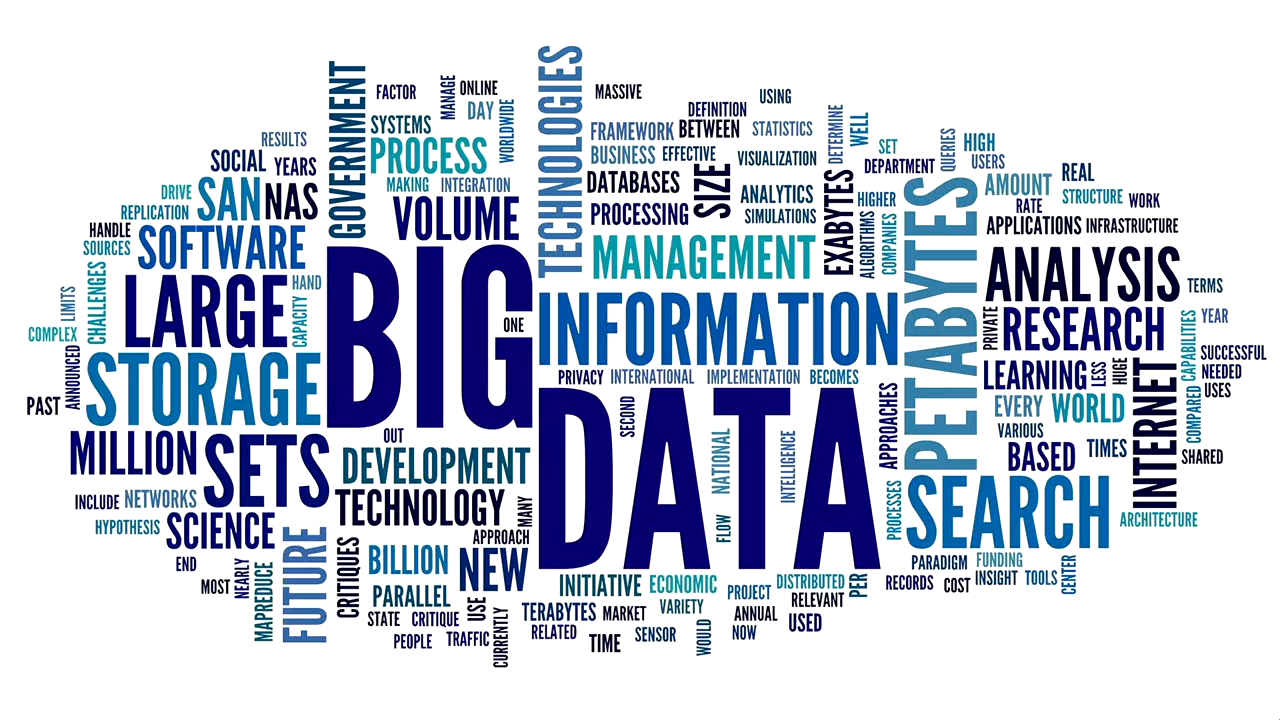 GOVERNMENT
FACTOR
MANAGE
ONLINE
DAY
WORLDWIDE
SYSTEMS
PROCESS
MAKING
INTEGRATION
VOLUME
TECHNOLOGIES
MASSIVE
USING
DEFINITION
FRAMEWORK
BETWEEN
STATISTICS
DETERMINE
WELL
BUSINESS
EFFECTIVE
VISUALIZATION
DATABASES
SIZE
ANALYTICS
PROCESSING
SIMULATIONS
EXABYTES
MANAGEMENT
SET
DEPARTMENT
QUERIES
HIGH
USERS
HIGHER
ALGORITHMS
COMPANIES
PETABYTES
AMOUNT
REAL
RATE
STRUCTURE
WORK
APPLICATIONS
INFRASTRUCTURE
RESULTS
SOCIAL
YEARS
DRIVE
SAN
NAS
REPLICATION
HANDLE
SOURCES
SOFTWARE
CHALLENGES
LARGE
HAND
CAPACITY
LIMITS
COMPLEX
STORAGE
ANNOUNCED
PAST
BIG
ONE
INFORMATION
PRIVACY
INTERNATIONAL
IMPLEMENTATION
BECOMES
ANALYSIS
TERMS
PRIVATE
RESEARCH
CAPABILITIES
YEAR
LEARNING
LESS
HUGE
SUCCESSFUL
NEEDED
USES
EVERY
WORLD
INTERNET
COMPARED
VARIOUS
BASED
TIMES
SHARED
DATA
SECOND
NATIONAL
INTELLIGENCE
FLOW
APPROACHES
PROCESSES
SEARCH
ARCHITECTURE
MILLION
SETS
OUT
DEVELOPMENT
TECHNOLOGY
MANY
INCLUDE
NETWORKS
HYPOTHESIS
SCIENCE
APPROACH
END
MOST
NEARLY
MAPREDUCE
FUTURE
CRITIQUES
BILLION
NEW
PARALLEL
STATE
CRITIQUE
USE
PEOPLE
TRAFFIC
CURRENTLY
INITIATIVE
ECONOMIC
PROJECT
DISTRIBUTED
PER
RELEVANT
TERABYTES
MARKET
VARIETY
ANNUAL
USED
RELATED
TIME
SENSOR
WOULD
NOW
PARADIGM
FUNDING
RECORDS
COST
INSIGHT
TOOLS
CENTER